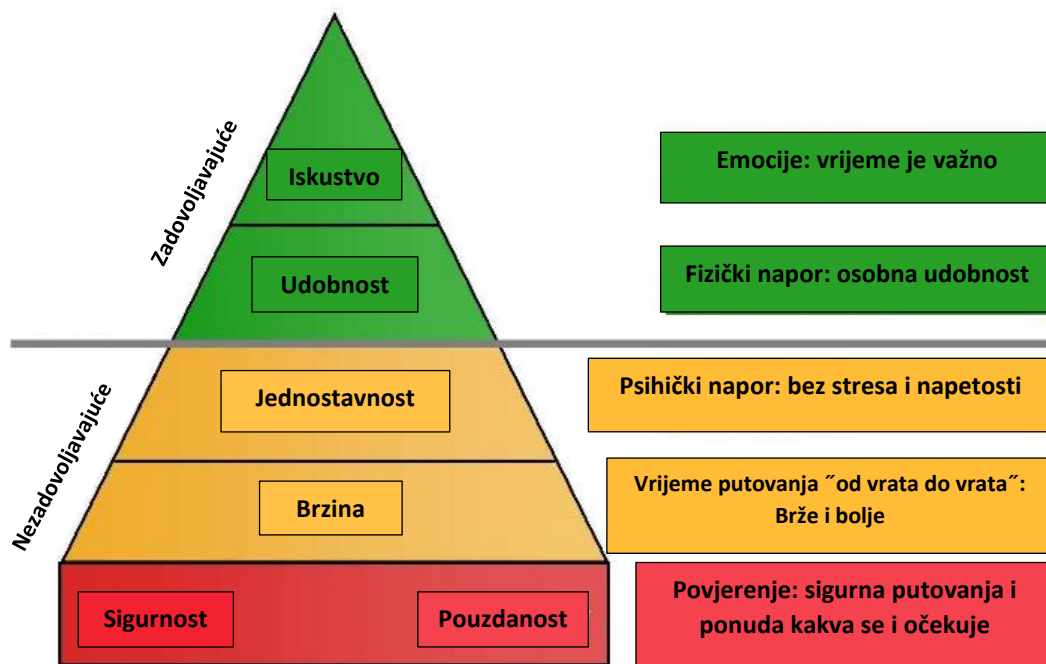 Zadovoljavajuće
Iskustvo
Emocije: vrijeme je važno
Udobnost
Fizički napor: osobna udobnost
Nezadovoljavajuće
Jednostavnost
Psihički napor: bez stresa i napetosti
Brzina
Vrijeme putovanja ˝od vrata do vrata˝:
Brže i bolje
Sigurnost
Pouzdanost
Povjerenje: sigurna putovanja i
ponuda kakva se i očekuje